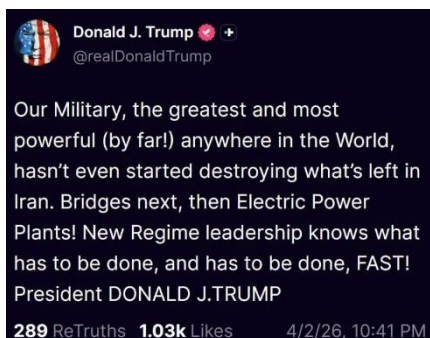 Donald J. Trump
@realDonaldTrump
Our Military, the greatest and most
powerful (by far!) anywhere in the World,
hasn’t even started destroying what’s left in
Iran. Bridges next, then Electric Power
Plants! New Regime leadership knows what
has to be done, and has to be done, FAST!
President DONALD J.TRUMP
289 ReTruths 1.03k Likes 4/2/26, 10:41 PM